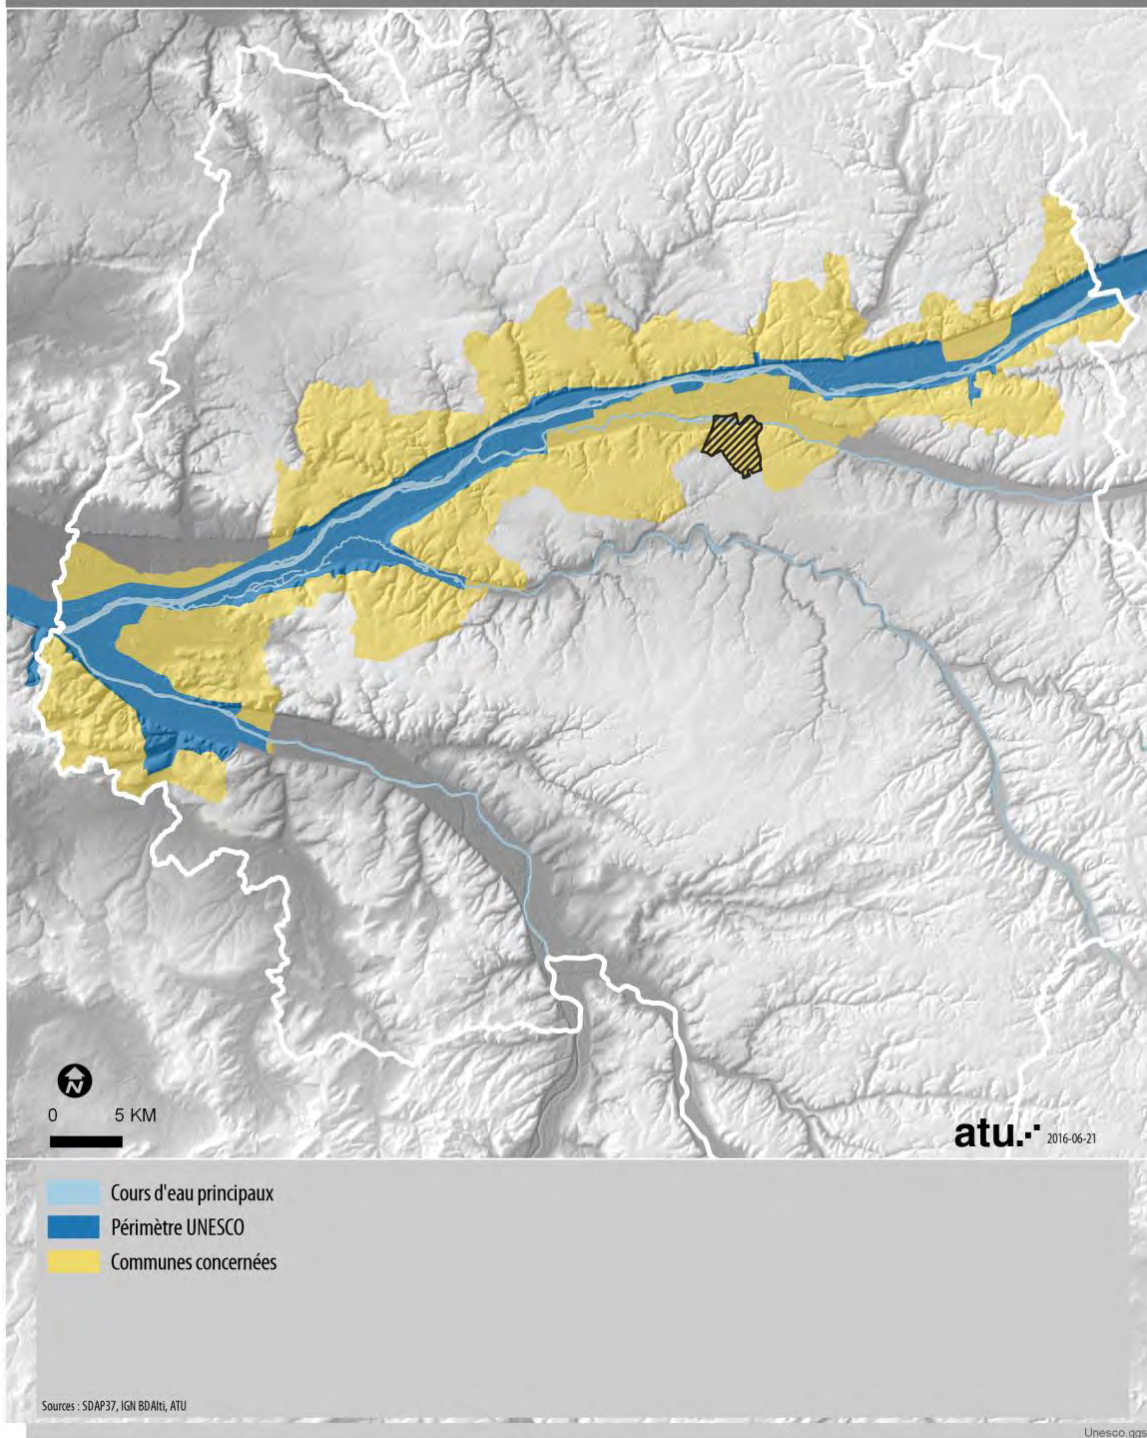 N
0 5 KM
atu. 2016-06-21
Cours d'eau principaux
Périmètre UNESCO
Communes concernées
Sources : SDAP37, IGN BDAlti, ATU
Unesco.qgs